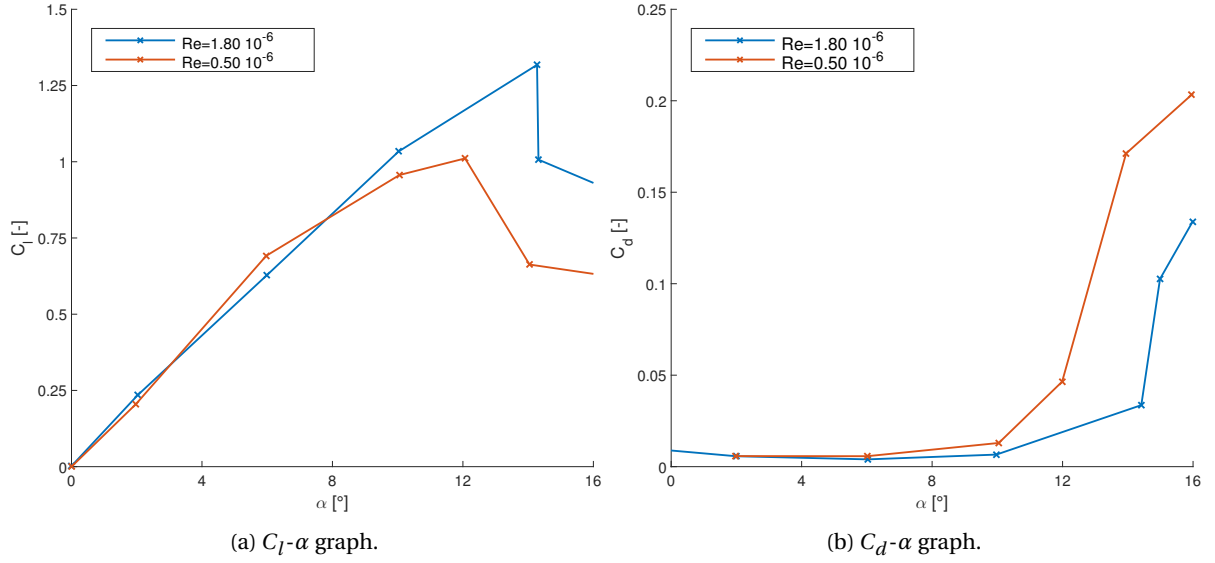 1.5
1.25
1
0.75
0.5
0.25
0
C_l [-]
Re=1.80 10^-6
Re=0.50 10^-6
0 4 8 12 16
α [°]
(a) C_l-α graph.
0.25
0.2
0.15
0.1
0.05
0
C_d [-]
Re=1.80 10^-6
Re=0.50 10^-6
0 4 8 12 16
α [°]
(b) C_d-α graph.